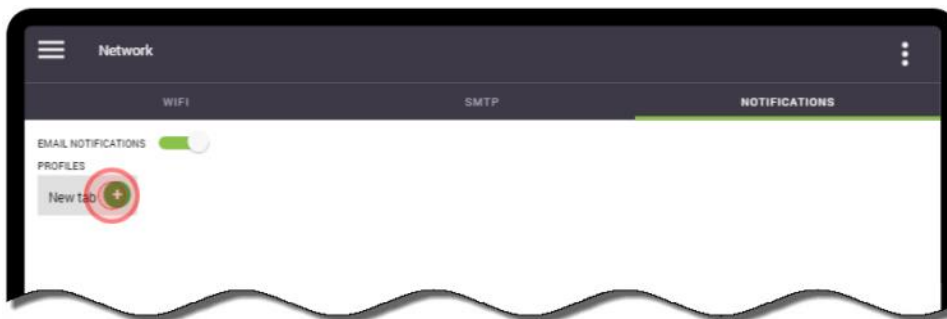 Network
WIFI SMTP NOTIFICATIONS
EMAIL NOTIFICATIONS
PROFILES
New tab +